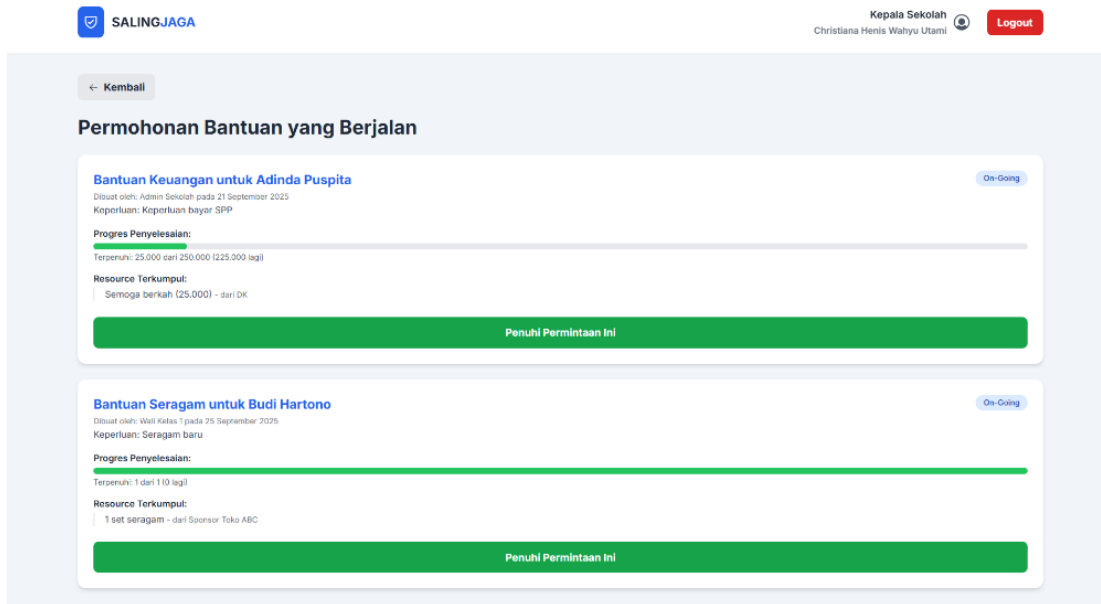 SALINGJAGA
Kepala Sekolah
Christiana Henis Wahyu Utami
Logout
← Kembali
Permohonan Bantuan yang Berjalan
Bantuan Keuangan untuk Adinda Puspita
On-Going
Dibuat oleh: Admin Sekolah pada 21 September 2025
Keperluan: Keperluan bayar SPP
Progres Penyelesaian:
Terpenuhi: 25.000 dari 250.000 (225.000 lagi)
Resource Terkumpul:
Semoga berkah (25.000) - dari DK
Penuhi Permintaan Ini
Bantuan Seragam untuk Budi Hartono
On-Going
Dibuat oleh: Wali Kelas 1 pada 25 September 2025
Keperluan: Seragam baru
Progres Penyelesaian:
Terpenuhi: 1 dari 1 (0 lagi)
Resource Terkumpul:
1 set seragam - dari Sponsor Toko ABC
Penuhi Permintaan Ini